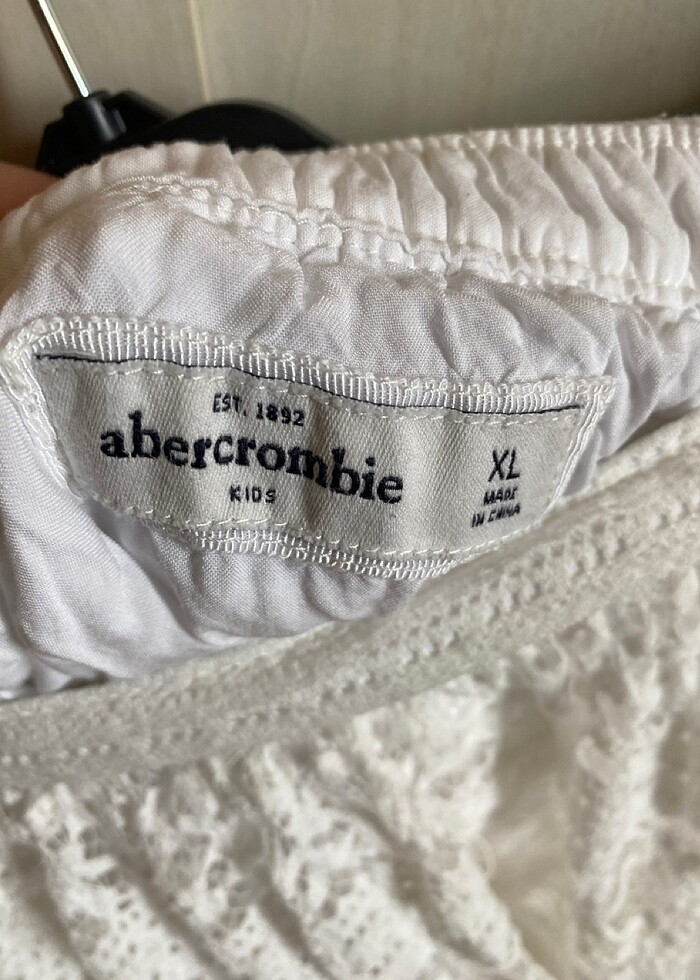 EST. 1892
abercrombie
KIDS
XL
MADE
IN CHINA